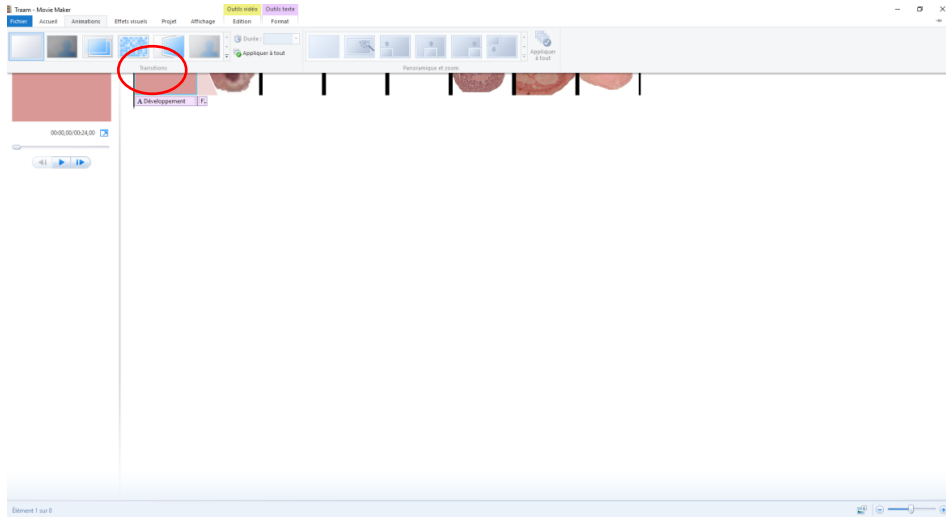 Traam - Movie Maker
Outils vidéo Outils texte
Fichier Accueil Animations Effets visuels Projet Affichage Edition Format
Durée :
Appliquer à tout
Appliquer
à tout
Transitions
Panoramique et zoom
A Développement F...
00:00,00/00:24,00
Élément 1 sur 8